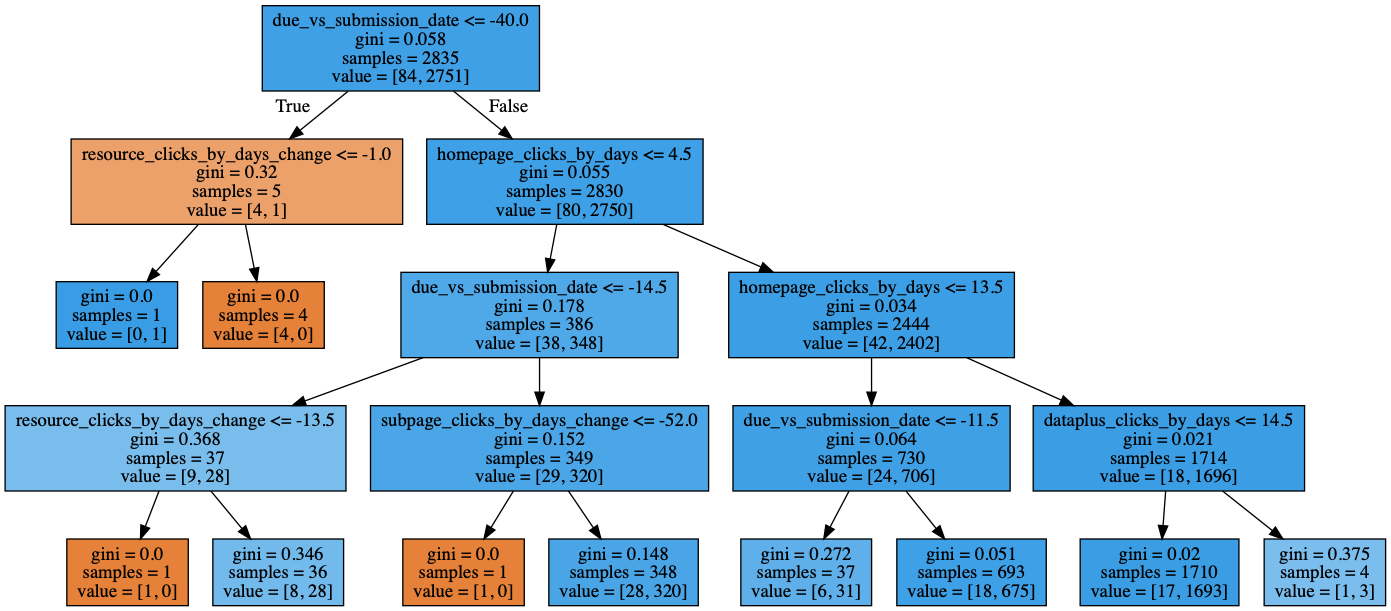 due_vs_submission_date <= -40.0
gini = 0.058
samples = 2835
value = [84, 2751]
True
False
resource_clicks_by_days_change <= -1.0
gini = 0.32
samples = 5
value = [4, 1]
homepage_clicks_by_days <= 4.5
gini = 0.055
samples = 2830
value = [80, 2750]
gini = 0.0
samples = 1
value = [0, 1]
gini = 0.0
samples = 4
value = [4, 0]
due_vs_submission_date <= -14.5
gini = 0.178
samples = 386
value = [38, 348]
homepage_clicks_by_days <= 13.5
gini = 0.034
samples = 2444
value = [42, 2402]
resource_clicks_by_days_change <= -13.5
gini = 0.368
samples = 37
value = [9, 28]
subpage_clicks_by_days_change <= -52.0
gini = 0.152
samples = 349
value = [29, 320]
due_vs_submission_date <= -11.5
gini = 0.064
samples = 730
value = [24, 706]
dataplus_clicks_by_days <= 14.5
gini = 0.021
samples = 1714
value = [18, 1696]
gini = 0.0
samples = 1
value = [1, 0]
gini = 0.346
samples = 36
value = [8, 28]
gini = 0.0
samples = 1
value = [1, 0]
gini = 0.148
samples = 348
value = [28, 320]
gini = 0.272
samples = 37
value = [6, 31]
gini = 0.051
samples = 693
value = [18, 675]
gini = 0.02
samples = 1710
value = [17, 1693]
gini = 0.375
samples = 4
value = [1, 3]